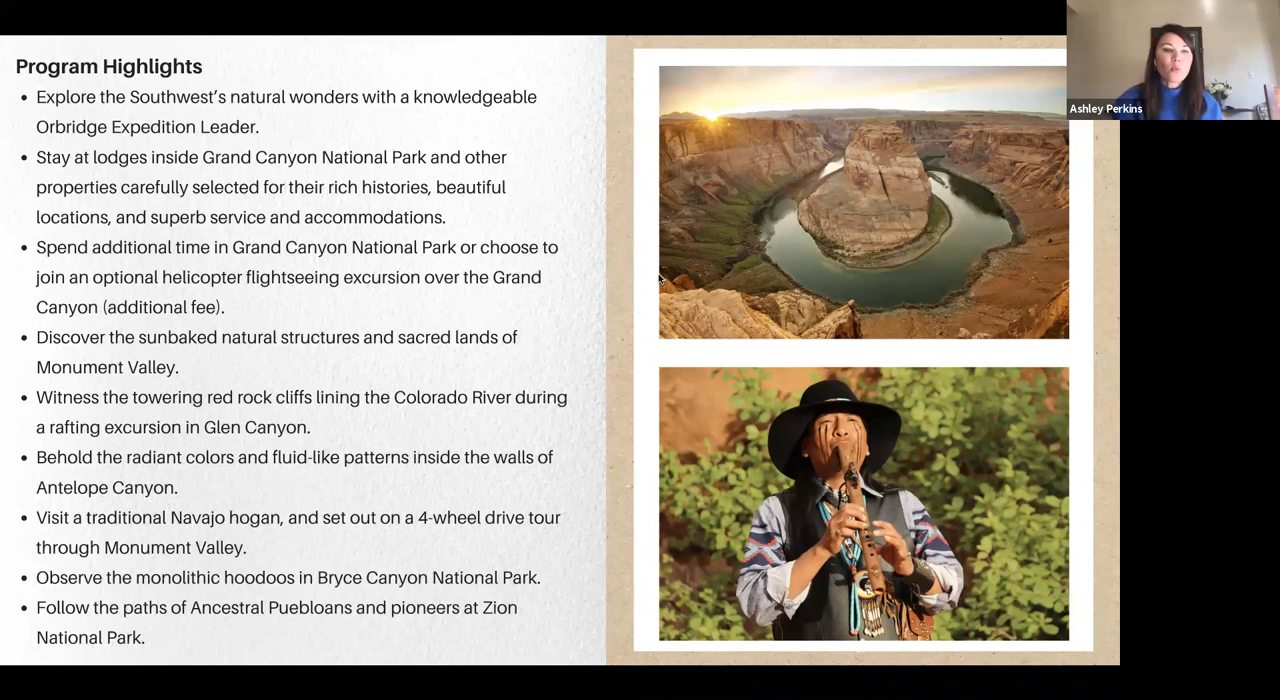 Program Highlights
• Explore the Southwest’s natural wonders with a knowledgeable
Orbridge Expedition Leader.
• Stay at lodges inside Grand Canyon National Park and other
properties carefully selected for their rich histories, beautiful
locations, and superb service and accommodations.
• Spend additional time in Grand Canyon National Park or choose to
join an optional helicopter flightseeing excursion over the Grand
Canyon (additional fee).
• Discover the sunbaked natural structures and sacred lands of
Monument Valley.
• Witness the towering red rock cliffs lining the Colorado River during
a rafting excursion in Glen Canyon.
• Behold the radiant colors and fluid-like patterns inside the walls of
Antelope Canyon.
• Visit a traditional Navajo hogan, and set out on a 4-wheel drive tour
through Monument Valley.
• Observe the monolithic hoodoos in Bryce Canyon National Park.
• Follow the paths of Ancestral Puebloans and pioneers at Zion
National Park.
Ashley Perkins